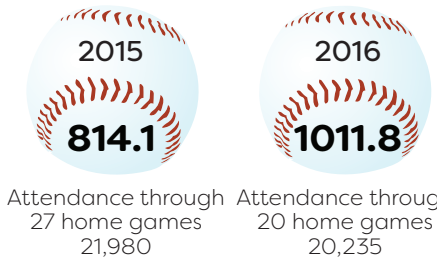 2015
814.1
Attendance through
27 home games
21,980
2016
1011.8
Attendance throug
20 home games
20,235